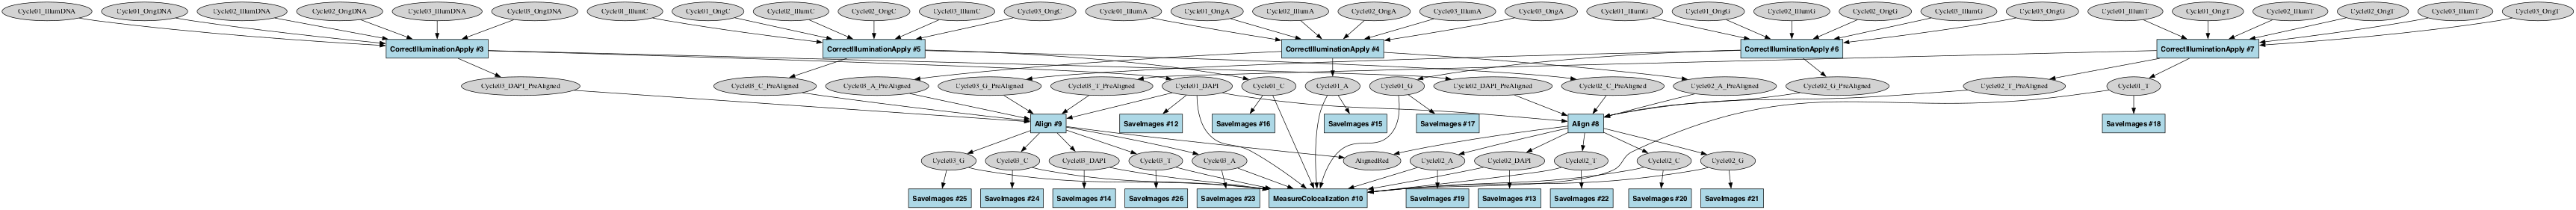 Cycle01_IllumDNA
Cycle01_OrigDNA
Cycle02_IllumDNA
Cycle02_OrigDNA
Cycle03_IllumDNA
Cycle03_OrigDNA
Cycle01_IllumC
Cycle01_OrigC
Cycle02_IllumC
Cycle02_OrigC
Cycle03_IllumC
Cycle03_OrigC
Cycle01_IllumA
Cycle01_OrigA
Cycle02_IllumA
Cycle02_OrigA
Cycle03_IllumA
Cycle03_OrigA
Cycle01_IllumG
Cycle01_OrigG
Cycle02_IllumG
Cycle02_OrigG
Cycle03_IllumG
Cycle03_OrigG
Cycle01_IllumT
Cycle01_OrigT
Cycle02_IllumT
Cycle02_OrigT
Cycle03_IllumT
Cycle03_OrigT
CorrectIlluminationApply #3
CorrectIlluminationApply #5
CorrectIlluminationApply #4
CorrectIlluminationApply #6
CorrectIlluminationApply #7
Cycle03_DAPI_PreAligned
Cycle03_C_PreAligned
Cycle03_A_PreAligned
Cycle03_G_PreAligned
Cycle03_T_PreAligned
Cycle01_DAPI
Cycle01_C
Cycle01_A
Cycle01_G
Cycle02_DAPI_PreAligned
Cycle02_C_PreAligned
Cycle02_A_PreAligned
Cycle02_G_PreAligned
Cycle02_T_PreAligned
Cycle01_T
Align #9
SaveImages #12
SaveImages #16
SaveImages #15
SaveImages #17
Align #8
SaveImages #18
Cycle03_G
Cycle03_C
Cycle03_DAPI
Cycle03_T
Cycle03_A
AlignedRed
Cycle02_A
Cycle02_DAPI
Cycle02_T
Cycle02_C
Cycle02_G
SaveImages #25
SaveImages #24
SaveImages #14
SaveImages #26
SaveImages #23
MeasureColocalization #10
SaveImages #19
SaveImages #13
SaveImages #22
SaveImages #20
SaveImages #21